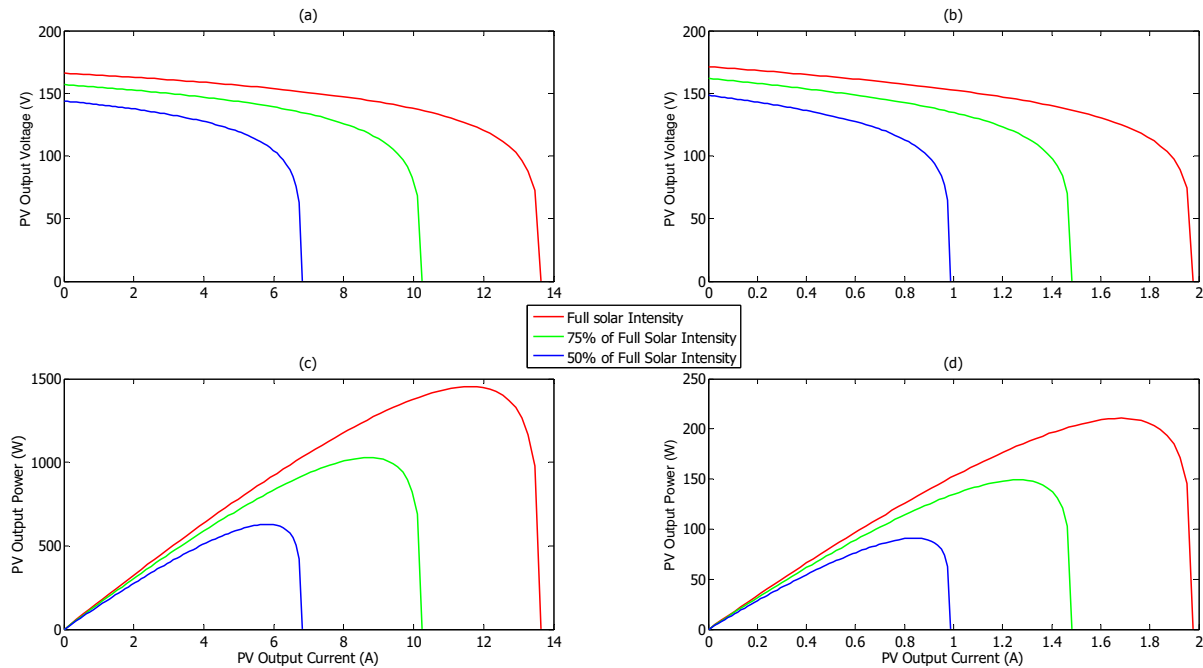 (a)
200
150
100
50
0
PV Output Voltage (V)
0 2 4 6 8 10 12 14
(b)
200
150
100
50
0
PV Output Voltage (V)
0 0.2 0.4 0.6 0.8 1 1.2 1.4 1.6 1.8 2
Full solar Intensity
75% of Full Solar Intensity
50% of Full Solar Intensity
(c)
1500
1000
500
0
PV Output Power (W)
0 2 4 6 8 10 12 14
PV Output Current (A)
(d)
250
200
150
100
50
0
PV Output Power (W)
0 0.2 0.4 0.6 0.8 1 1.2 1.4 1.6 1.8 2
PV Output Current (A)